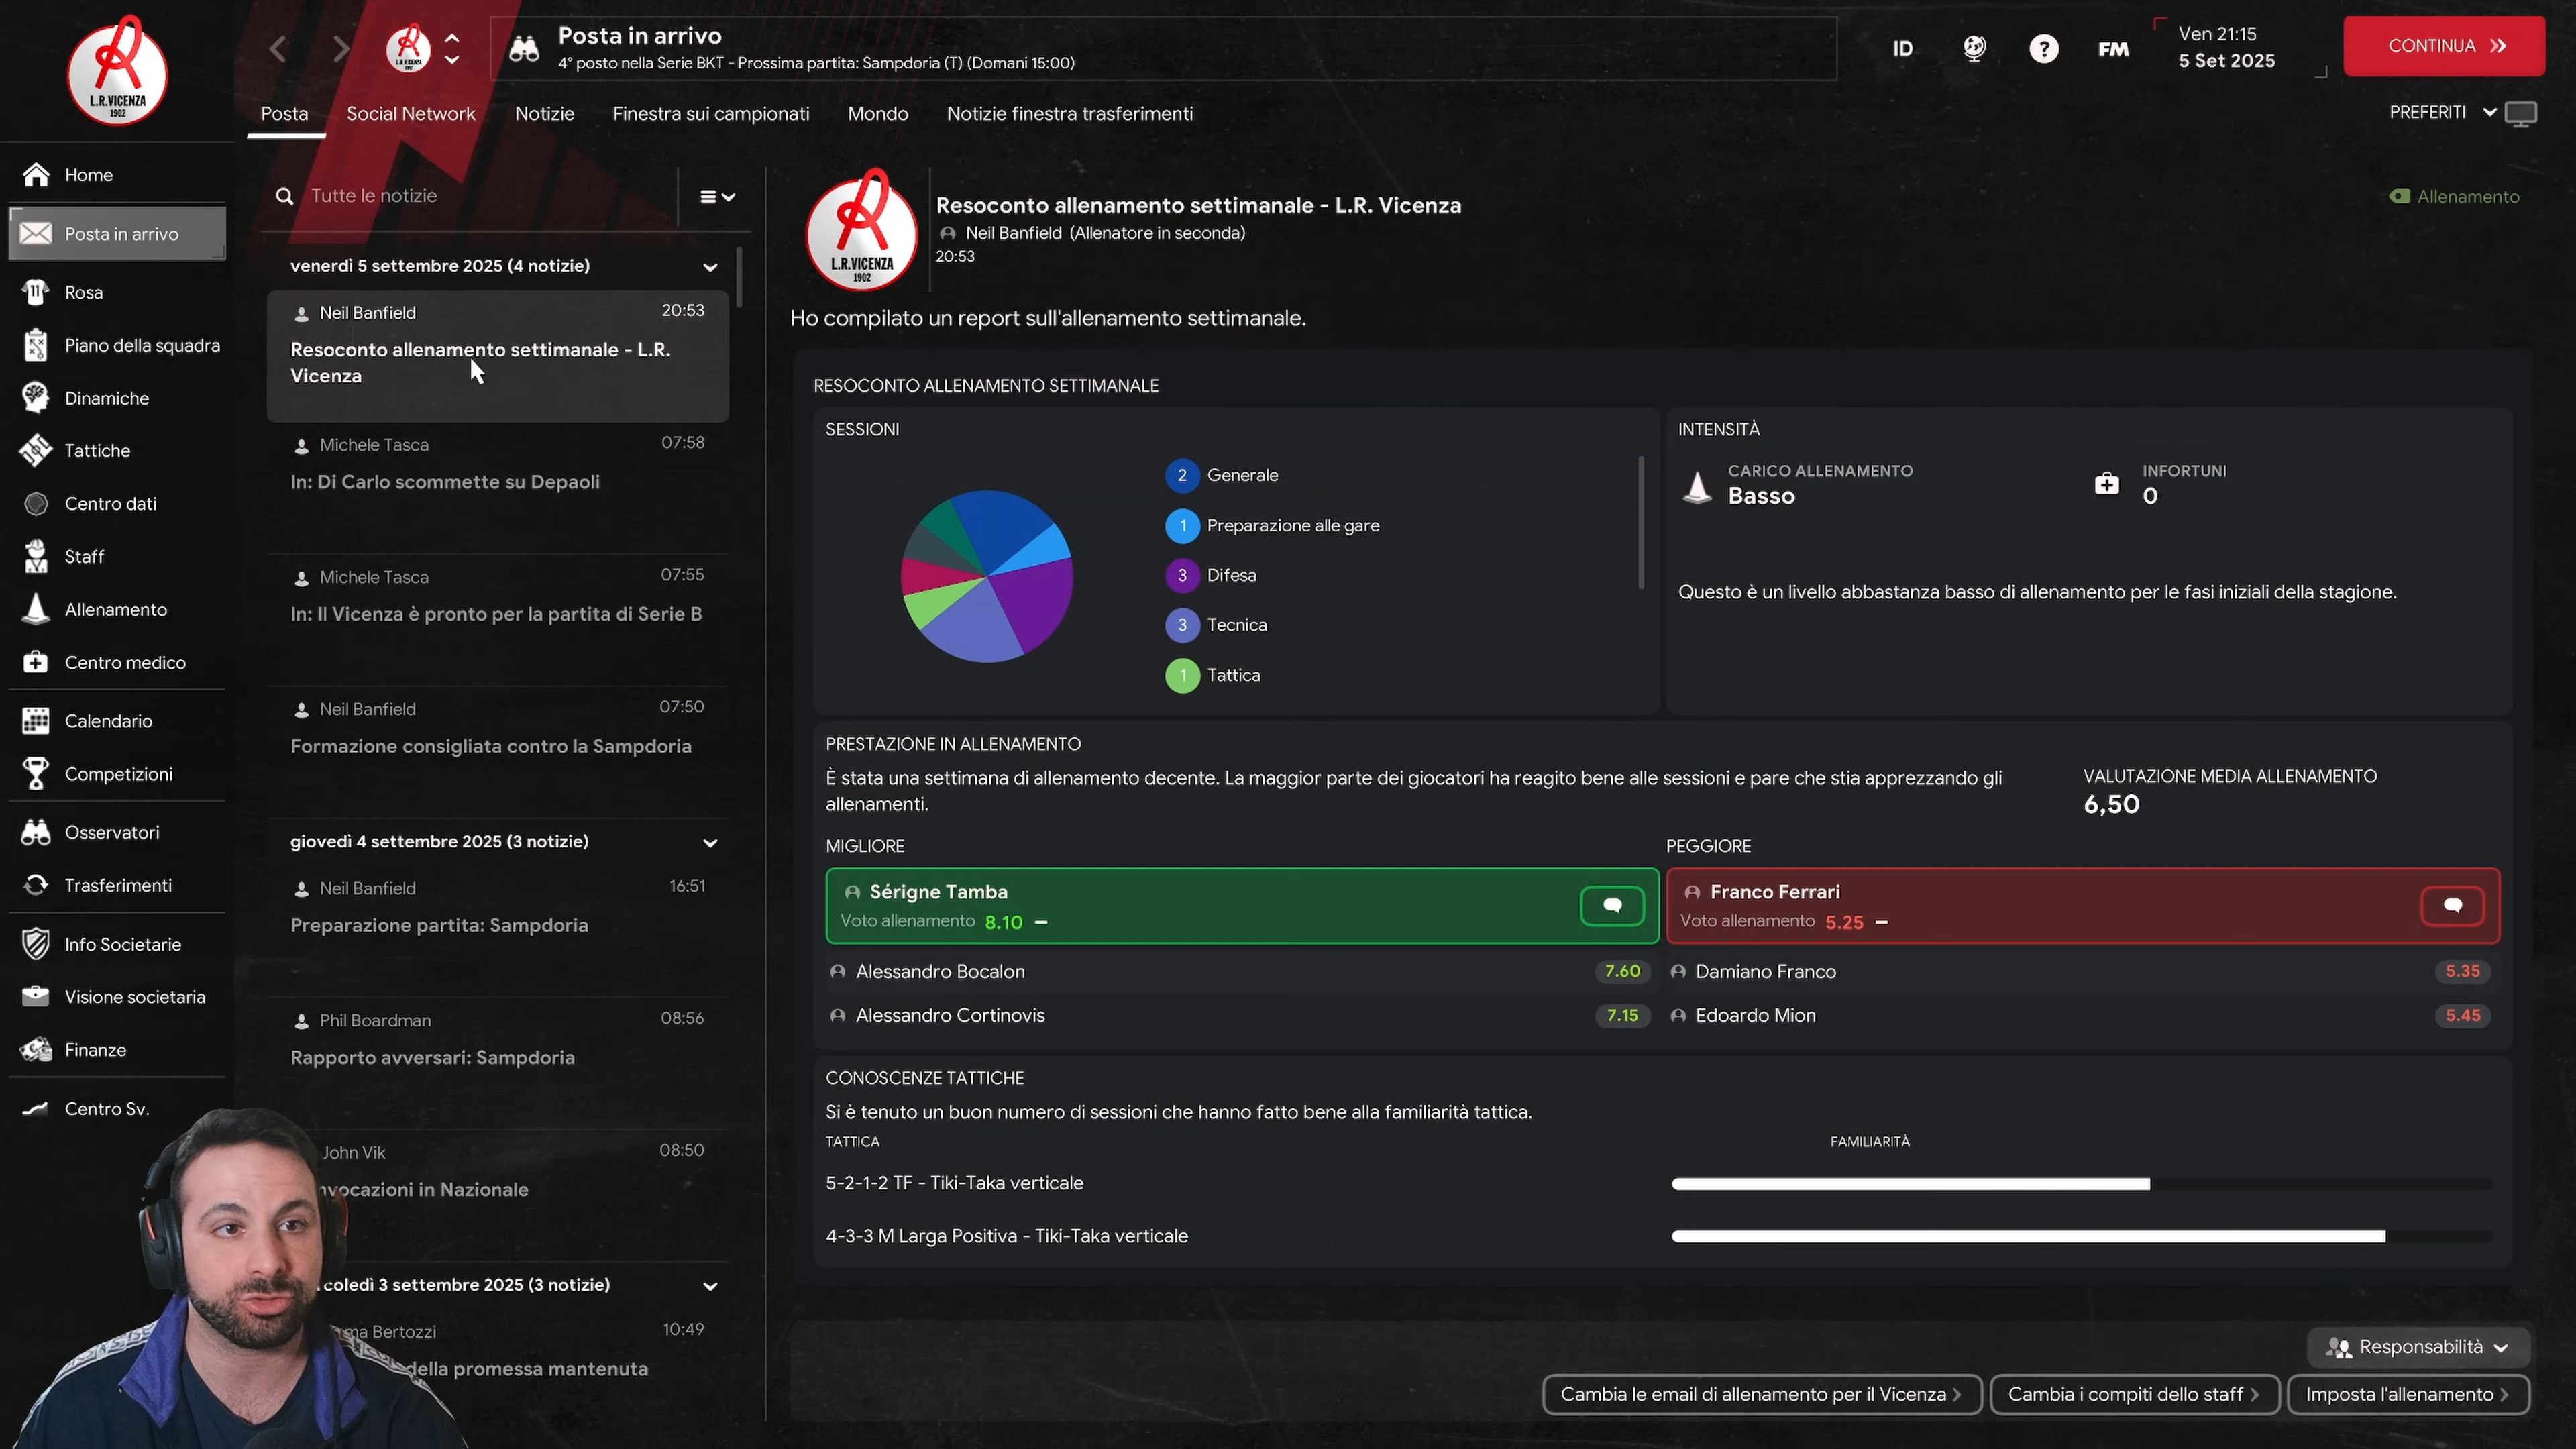 L.R.VICENZA
1902
Posta in arrivo
4° posto nella Serie BKT - Prossima partita: Sampdoria (T) (Domani 15:00)
ID
?
FM
Ven 21:15
5 Set 2025
CONTINUA
Posta
Social Network
Notizie
Finestra sui campionati
Mondo
Notizie finestra trasferimenti
PREFERITI
Home
Posta in arrivo
Rosa
Piano della squadra
Dinamiche
Tattiche
Centro dati
Staff
Allenamento
Centro medico
Calendario
Competizioni
Osservatori
Trasferimenti
Info Societarie
Visione societaria
Finanze
Centro Sv.
Tutte le notizie
venerdì 5 settembre 2025 (4 notizie)
Neil Banfield 20:53
Resoconto allenamento settimanale - L.R.
Vicenza
Michele Tasca 07:58
In: Di Carlo scommette su Depaoli
Michele Tasca 07:55
In: Il Vicenza è pronto per la partita di Serie B
Neil Banfield 07:50
Formazione consigliata contro la Sampdoria
giovedì 4 settembre 2025 (3 notizie)
Neil Banfield 16:51
Preparazione partita: Sampdoria
Phil Boardman 08:56
Rapporto avversari: Sampdoria
John Vik 08:50
in Nazionale
settembre 2025 (3 notizie)
Bertozzi 10:49
della promessa mantenuta
L.R.VICENZA
1902
Resoconto allenamento settimanale - L.R. Vicenza
Neil Banfield (Allenatore in seconda)
20:53
Allenamento
Ho compilato un report sull'allenamento settimanale.
RESOCONTO ALLENAMENTO SETTIMANALE
SESSIONI
2 Generale
1 Preparazione alle gare
3 Difesa
3 Tecnica
1 Tattica
INTENSITÀ
CARICO ALLENAMENTO
Basso
INFORTUNI
0
Questo è un livello abbastanza basso di allenamento per le fasi iniziali della stagione.
PRESTAZIONE IN ALLENAMENTO
È stata una settimana di allenamento decente. La maggior parte dei giocatori ha reagito bene alle sessioni e pare che stia apprezzando gli
allenamenti.
VALUTAZIONE MEDIA ALLENAMENTO
6,50
MIGLIORE
Sérigne Tamba
Voto allenamento 8.10 –
Alessandro Bocalon 7.60
Alessandro Cortinovis 7.15
PEGGIORE
Franco Ferrari
Voto allenamento 5.25 –
Damiano Franco 5.35
Edoardo Mion 5.45
CONOSCENZE TATTICHE
Si è tenuto un buon numero di sessioni che hanno fatto bene alla familiarità tattica.
TATTICA FAMILIARITÀ
5-2-1-2 TF - Tiki-Taka verticale
4-3-3 M Larga Positiva - Tiki-Taka verticale
Responsabilità
Cambia le email di allenamento per il Vicenza
Cambia i compiti dello staff
Imposta l'allenamento